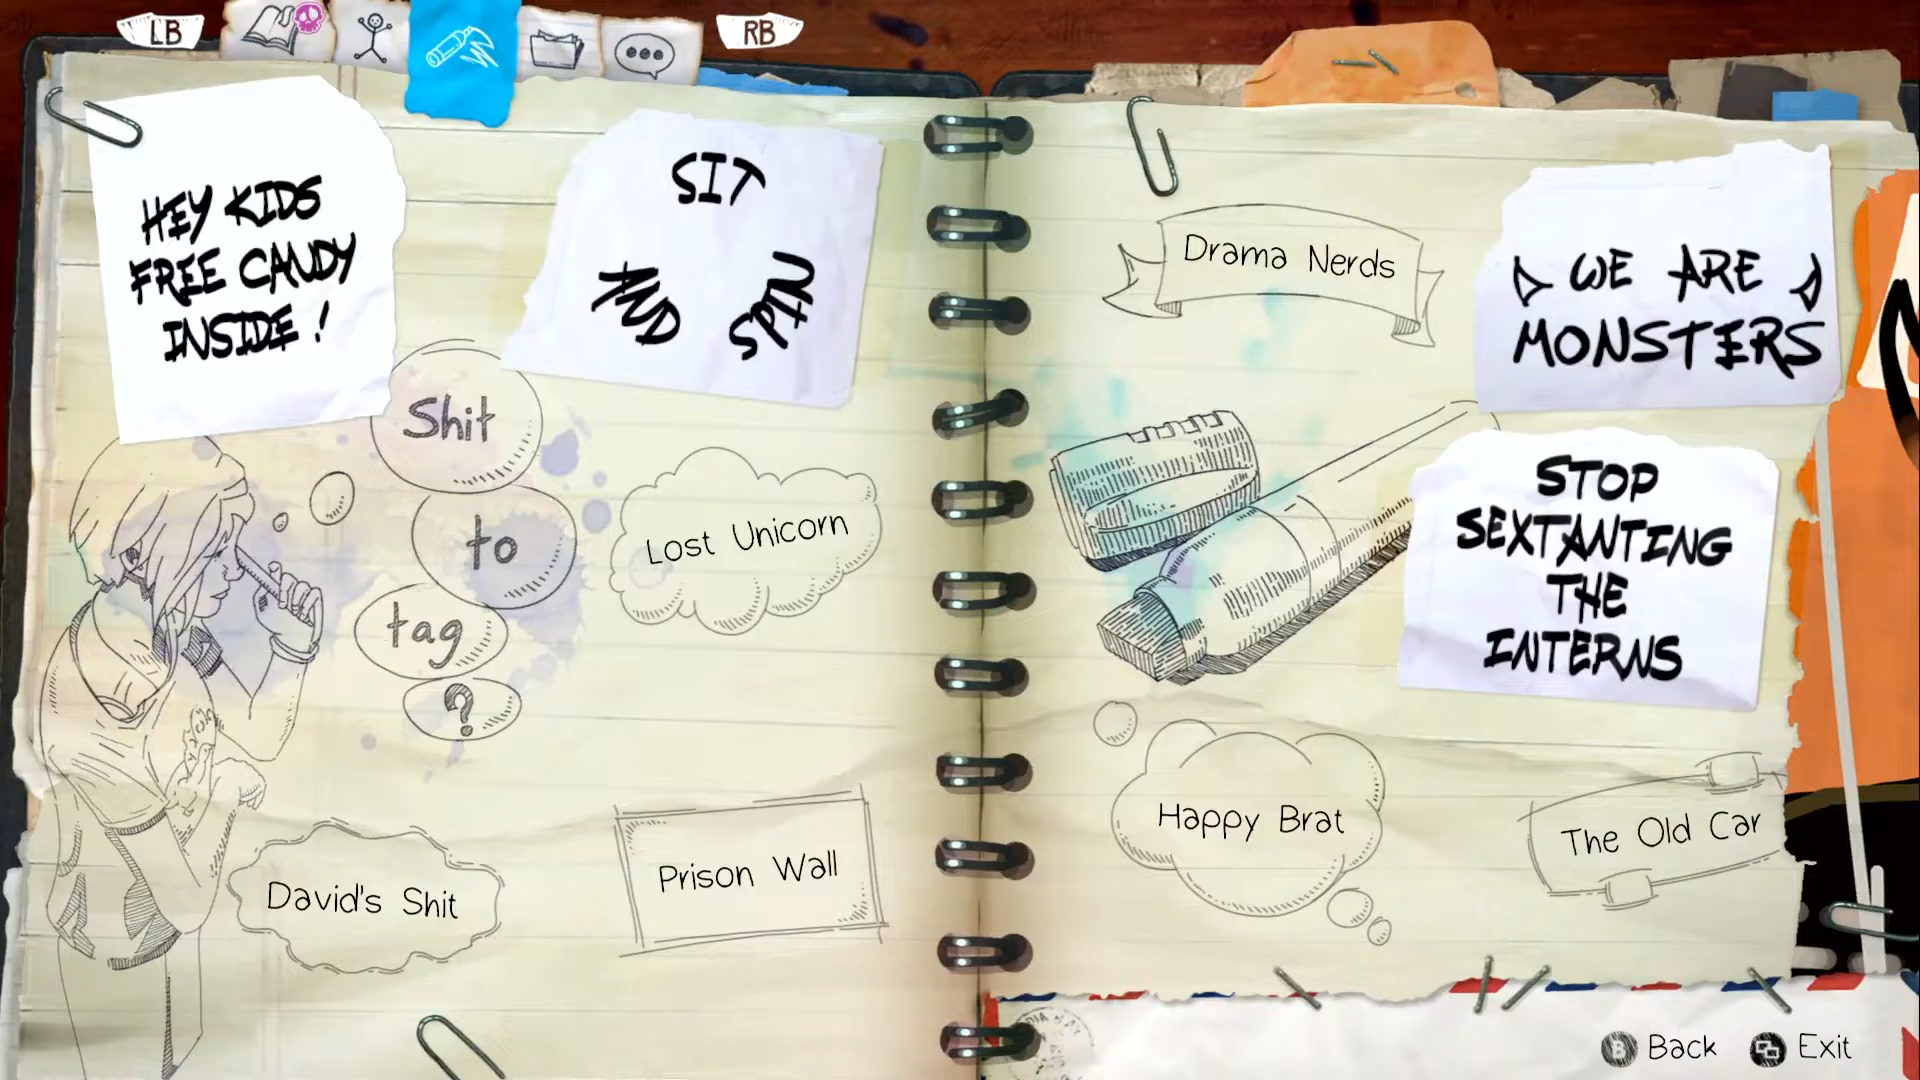 LB
RB
HEY KIDS
FREE CANDY
INSIDE!
SIT
AND
SPIN
Shit
to
tag
?
Lost Unicorn
David's Shit
Prison Wall
Drama Nerds
WE ARE
MONSTERS
STOP
SEXTANTING
THE
INTERNS
Happy Brat
The Old Car
B Back
Exit